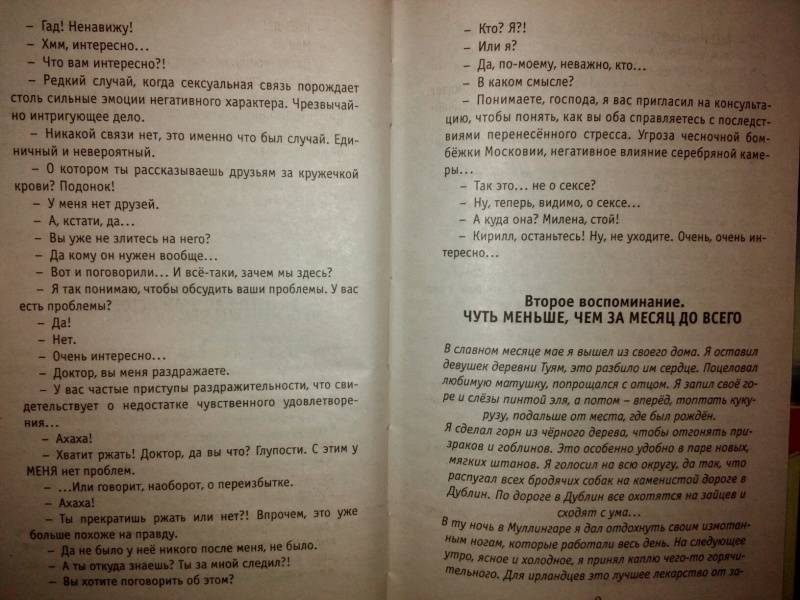 – Гад! Ненавижу!
– Хмм, интересно...
– Что вам интересно?!
– Редкий случай, когда сексуальная связь порождает
столь сильные эмоции негативного характера. Чрезвычай-
но интригующее дело.
– Никакой связи нет, это именно что был случай. Еди-
ничный и невероятный.
– О котором ты рассказываешь друзьям за кружечкой
крови? Подонок!
– У меня нет друзей.
– А, кстати, да...
– Вы уже не злитесь на него?
– Да кому он нужен вообще...
– Вот и поговорили... И всё-таки, зачем мы здесь?
– Я так понимаю, чтобы обсудить ваши проблемы. У вас
есть проблемы?
– Да!
– Нет.
– Очень интересно...
– Доктор, вы меня раздражаете.
– У вас частые приступы раздражительности, что сви-
детельствует о недостатке чувственного удовлетворе-
ния...
– Ахаха!
– Хватит ржать! Доктор, да вы что? Глупости. С этим у
МЕНЯ нет проблем.
– ...Или говорит, наоборот, о переизбытке.
– Ахаха!
– Ты прекратишь ржать или нет?! Впрочем, это уже
больше похоже на правду.
– Да не было у неё никого после меня, не было.
– А ты откуда знаешь? Ты за мной следил?!
– Вы хотите поговорить об этом?
– Кто? Я?!
– Или я?
– Да, по-моему, неважно, кто...
– В каком смысле?
– Понимаете, господа, я вас пригласил на консульта-
цию, чтобы понять, как вы оба справляетесь с последст-
виями перенесённого стресса. Угроза чесночной бом-
бёжки Московии, негативное влияние серебряной каме-
ры...
– Так это... не о сексе?
– Ну, теперь, видимо, о сексе...
– А куда она? Милена, стой!
– Кирилл, останьтесь! Ну, не уходите. Очень, очень ин-
тересно...
Второе воспоминание.
ЧУТЬ МЕНЬШЕ, ЧЕМ ЗА МЕСЯЦ ДО ВСЕГО
В славном месяце мае я вышел из своего дома. Я оставил
девушек деревни Туям, это разбило им сердце. Поцеловал
любимую матушку, попрощался с отцом. Я запил своё го-
ре и слёзы пинтой эля, а потом – вперёд, топтать куку-
рузу, подальше от места, где был рождён.
Я сделал горн из чёрного дерева, чтобы отгонять при-
зраков и гоблинов. Это особенно удобно в паре новых,
мягких штанов. Я голосил на всю округу, да так, что
распугал всех бродячих собак на каменистой дороге в
Дублин. По дороге в Дублин все охотятся на зайцев и
сходят с ума...
В ту ночь в Муллингаре я дал отдохнуть своим измотан-
ным ногам, которые работали весь день. На следующее
утро, ясное и холодное, я принял каплю чего-то горячи-
тельного. Для ирландцев это лучшее лекарство от за-